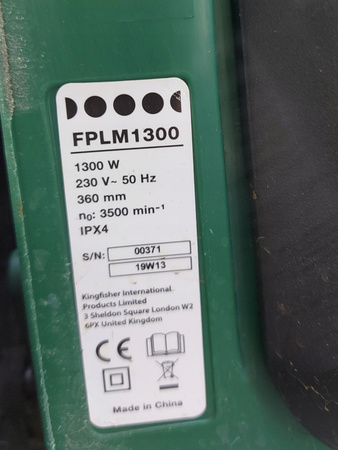 FPLM1300
1300 W
230 V~ 50 Hz
360 mm
n₀: 3500 min⁻¹
IPX4
S/N: 00371
19W13
Kingfisher International
Products Limited
3 Sheldon Square London W2
6PX United Kingdom
CE
Made in China